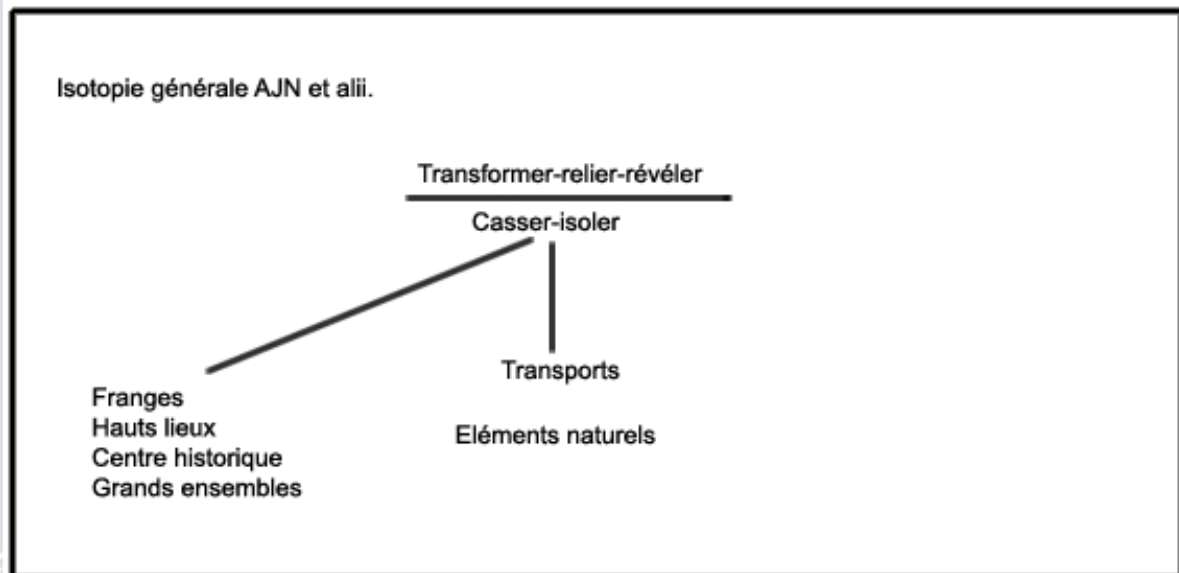 Isotopie générale AJN et alii.
Transformer-relier-révéler
Casser-isoler
Franges
Hauts lieux
Centre historique
Grands ensembles
Transports
Eléments naturels